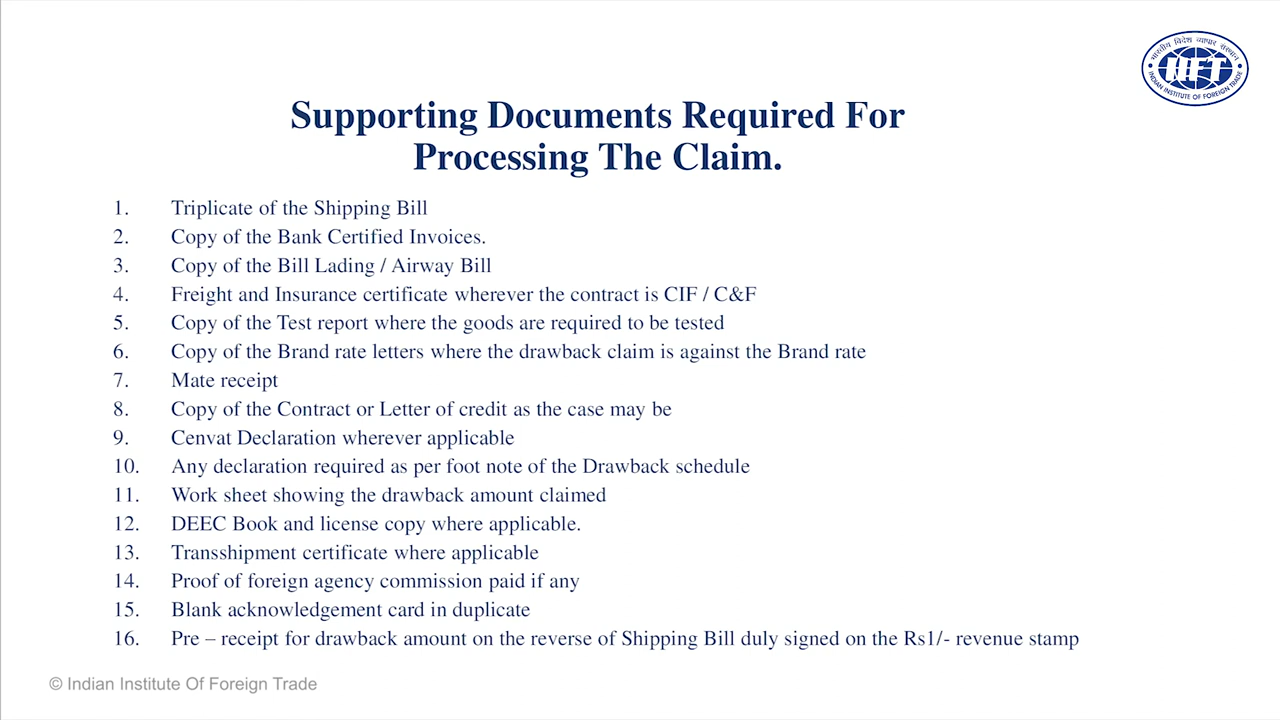 भारतीय विदेश व्यापार संस्थान
IIFT
INDIAN INSTITUTE OF FOREIGN TRADE
Supporting Documents Required For
Processing The Claim.
1. Triplicate of the Shipping Bill
2. Copy of the Bank Certified Invoices.
3. Copy of the Bill Lading / Airway Bill
4. Freight and Insurance certificate wherever the contract is CIF / C&F
5. Copy of the Test report where the goods are required to be tested
6. Copy of the Brand rate letters where the drawback claim is against the Brand rate
7. Mate receipt
8. Copy of the Contract or Letter of credit as the case may be
9. Cenvat Declaration wherever applicable
10. Any declaration required as per foot note of the Drawback schedule
11. Work sheet showing the drawback amount claimed
12. DEEC Book and license copy where applicable.
13. Transshipment certificate where applicable
14. Proof of foreign agency commission paid if any
15. Blank acknowledgement card in duplicate
16. Pre – receipt for drawback amount on the reverse of Shipping Bill duly signed on the Rs1/- revenue stamp
© Indian Institute Of Foreign Trade